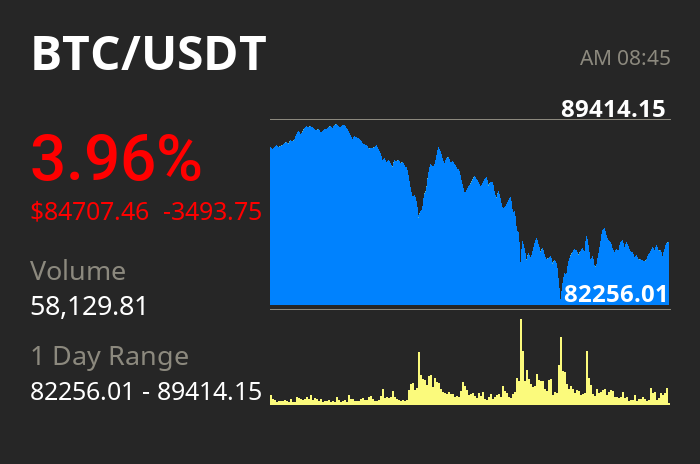 BTC/USDT
AM 08:45
89414.15
3.96%
$84707.46 -3493.75
Volume
58,129.81
82256.01
1 Day Range
82256.01 - 89414.15